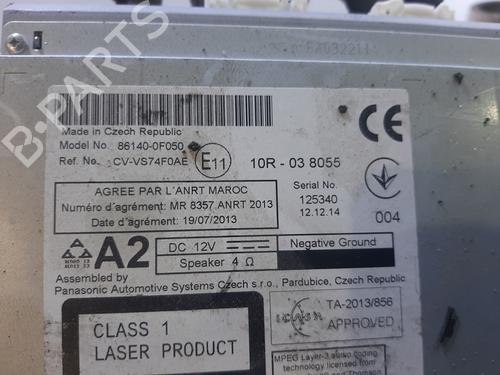 B-PARTS
Made in Czech Republic
Model No. 86140-0F050
Ref No. CV-VS74F0AE
E11
10R - 03 8055
CE
AGREE PAR L'ANRT MAROC
Numéro d'agrément: MR 8357 ANRT 2013
Date d'agrément: 19/07/2013
Serial No.
125340
12.12.14
004
A2
DC 12V
Negative Ground
Speaker 4 Ω
Assembled by
Panasonic Automotive Systems Czech s.r.o., Pardubice, Czech Republic
CLASS 1
LASER PRODUCT
TA-2013/856
APPROVED
MPEG Layer-3 audio coding
technology licensed from
Thomson